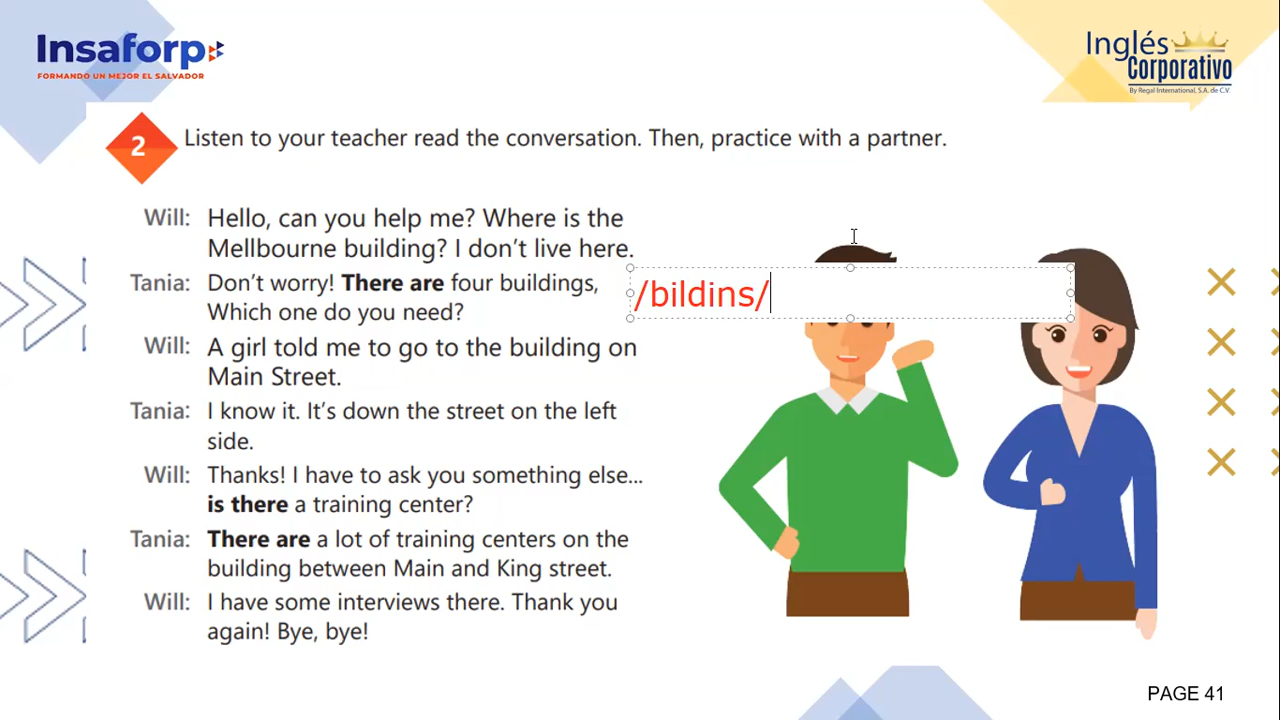 Insaforp
FORMANDO UN MEJOR EL SALVADOR
Inglés
Corporativo
By Regal International, S.A. de C.V.
2
Listen to your teacher read the conversation. Then, practice with a partner.
Will: Hello, can you help me? Where is the
Mellbourne building? I don't live here.
Tania: Don't worry! There are four buildings,
Which one do you need?
/bildins/
Will: A girl told me to go to the building on
Main Street.
Tania: I know it. It's down the street on the left
side.
Will: Thanks! I have to ask you something else...
is there a training center?
Tania: There are a lot of training centers on the
building between Main and King street.
Will: I have some interviews there. Thank you
again! Bye, bye!
PAGE 41